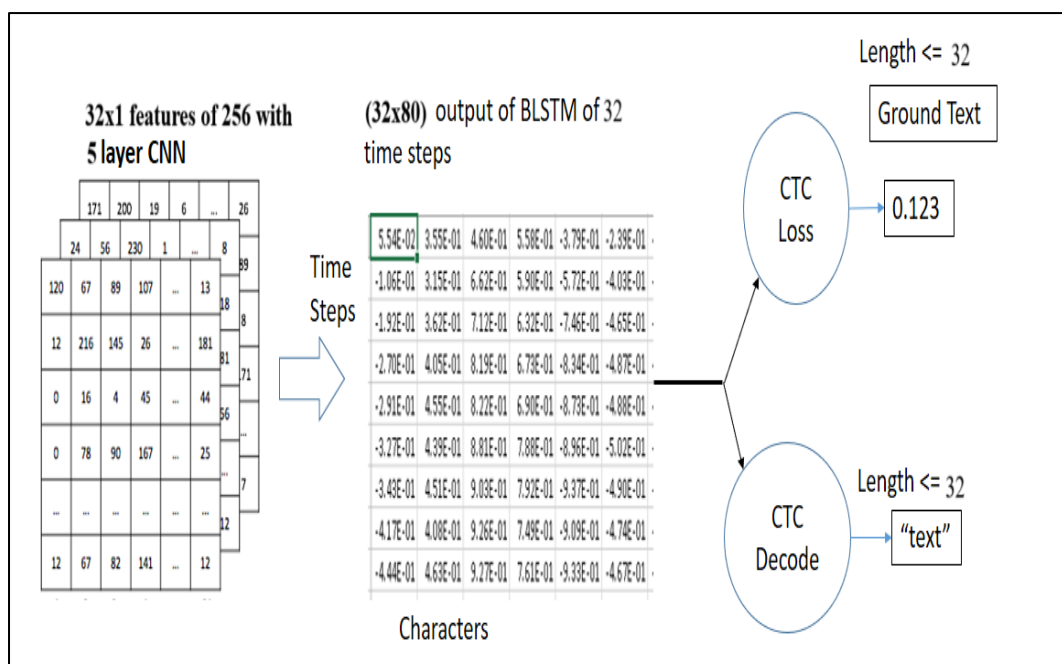 32x1 features of 256 with
5 layer CNN
171 200 19 6 ... 26
24 56 230 1 ... 8
89
120 67 89 107 ... 13
18
8
12 216 145 26 ... 181
81
71
0 16 4 45 ... 44
56
...
0 78 90 167 ... 25
...
7
... ... ... ... ... ...
12
12 67 82 141 ... 12
Time
Steps
(32x80) output of BLSTM of 32
time steps
5.54E-02 3.55E-01 4.60E-01 5.58E-01 -3.79E-01 -2.39E-01
-1.06E-01 3.15E-01 6.62E-01 5.90E-01 -5.72E-01 -4.03E-01
-1.92E-01 3.62E-01 7.12E-01 6.32E-01 -7.46E-01 -4.65E-01
-2.70E-01 4.05E-01 8.19E-01 6.73E-01 -8.34E-01 -4.87E-01
-2.91E-01 4.55E-01 8.22E-01 6.90E-01 -8.73E-01 -4.88E-01
-3.27E-01 4.39E-01 8.81E-01 7.88E-01 -8.96E-01 -5.02E-01
-3.43E-01 4.51E-01 9.03E-01 7.92E-01 -9.37E-01 -4.90E-01
-4.17E-01 4.08E-01 9.26E-01 7.49E-01 -9.09E-01 -4.74E-01
-4.44E-01 4.63E-01 9.27E-01 7.61E-01 -9.33E-01 -4.67E-01
Characters
Length <= 32
Ground Text
CTC
Loss
0.123
Length <= 32
CTC
Decode
“text”